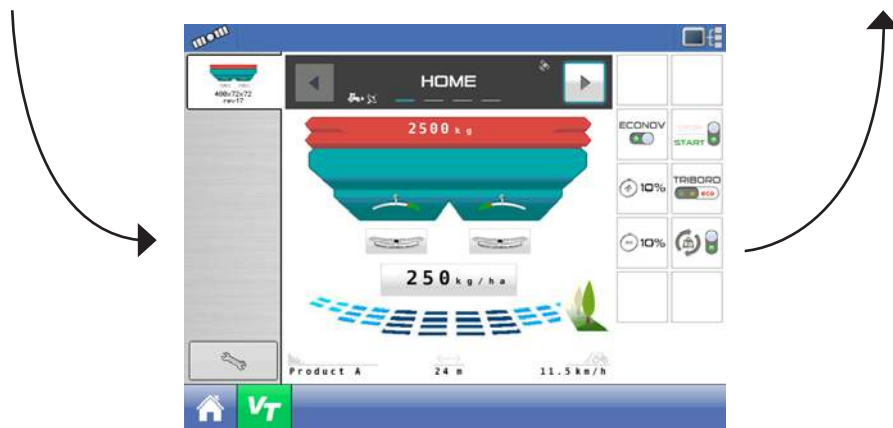 HOME
480x72x72
rev17
2500 kg
ECONOV
START
10%
TRIBORD
eco
10%
250 kg/ha
Product A
24 m
11.5 km/h
VT